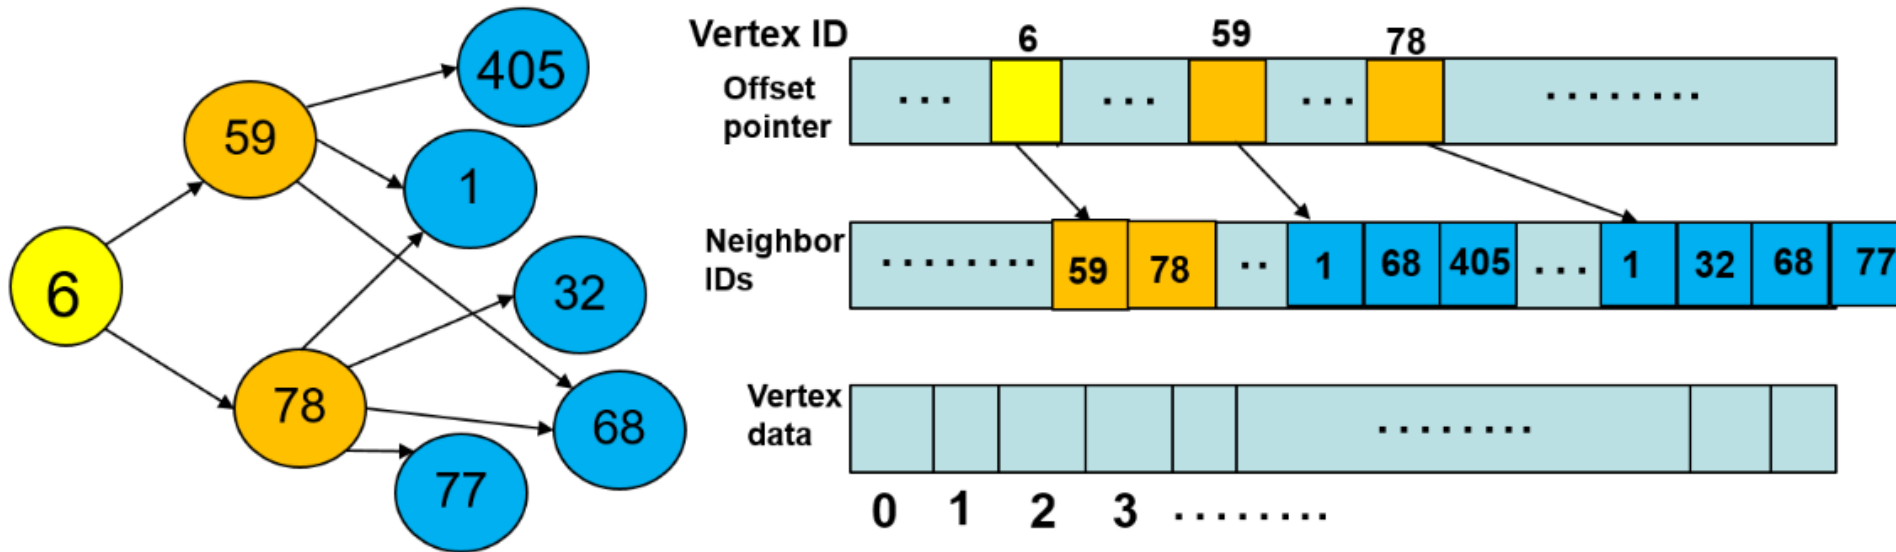 405
59
1
6
32
78
68
77
Vertex ID 6 59 78
Offset
pointer
... ... ... ........
Neighbor
IDs
........ 59 78 .. 1 68 405 ... 1 32 68 77
Vertex
data
........
0 1 2 3 ........